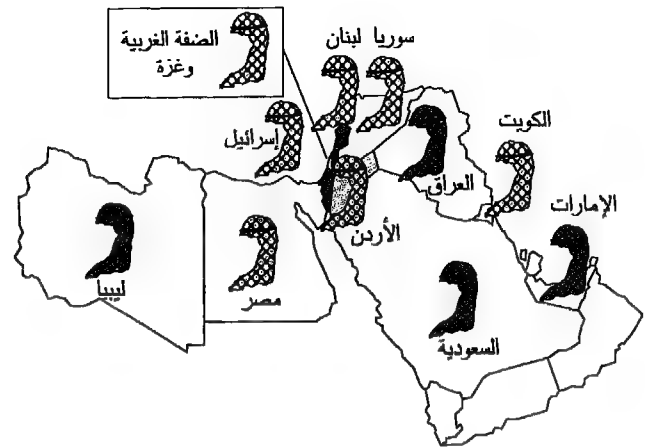 الضفة الغربية
وغزة
سوريا لبنان
إسرائيل
الكويت
العراق
الإمارات
الأردن
ليبيا
مصر
السعودية